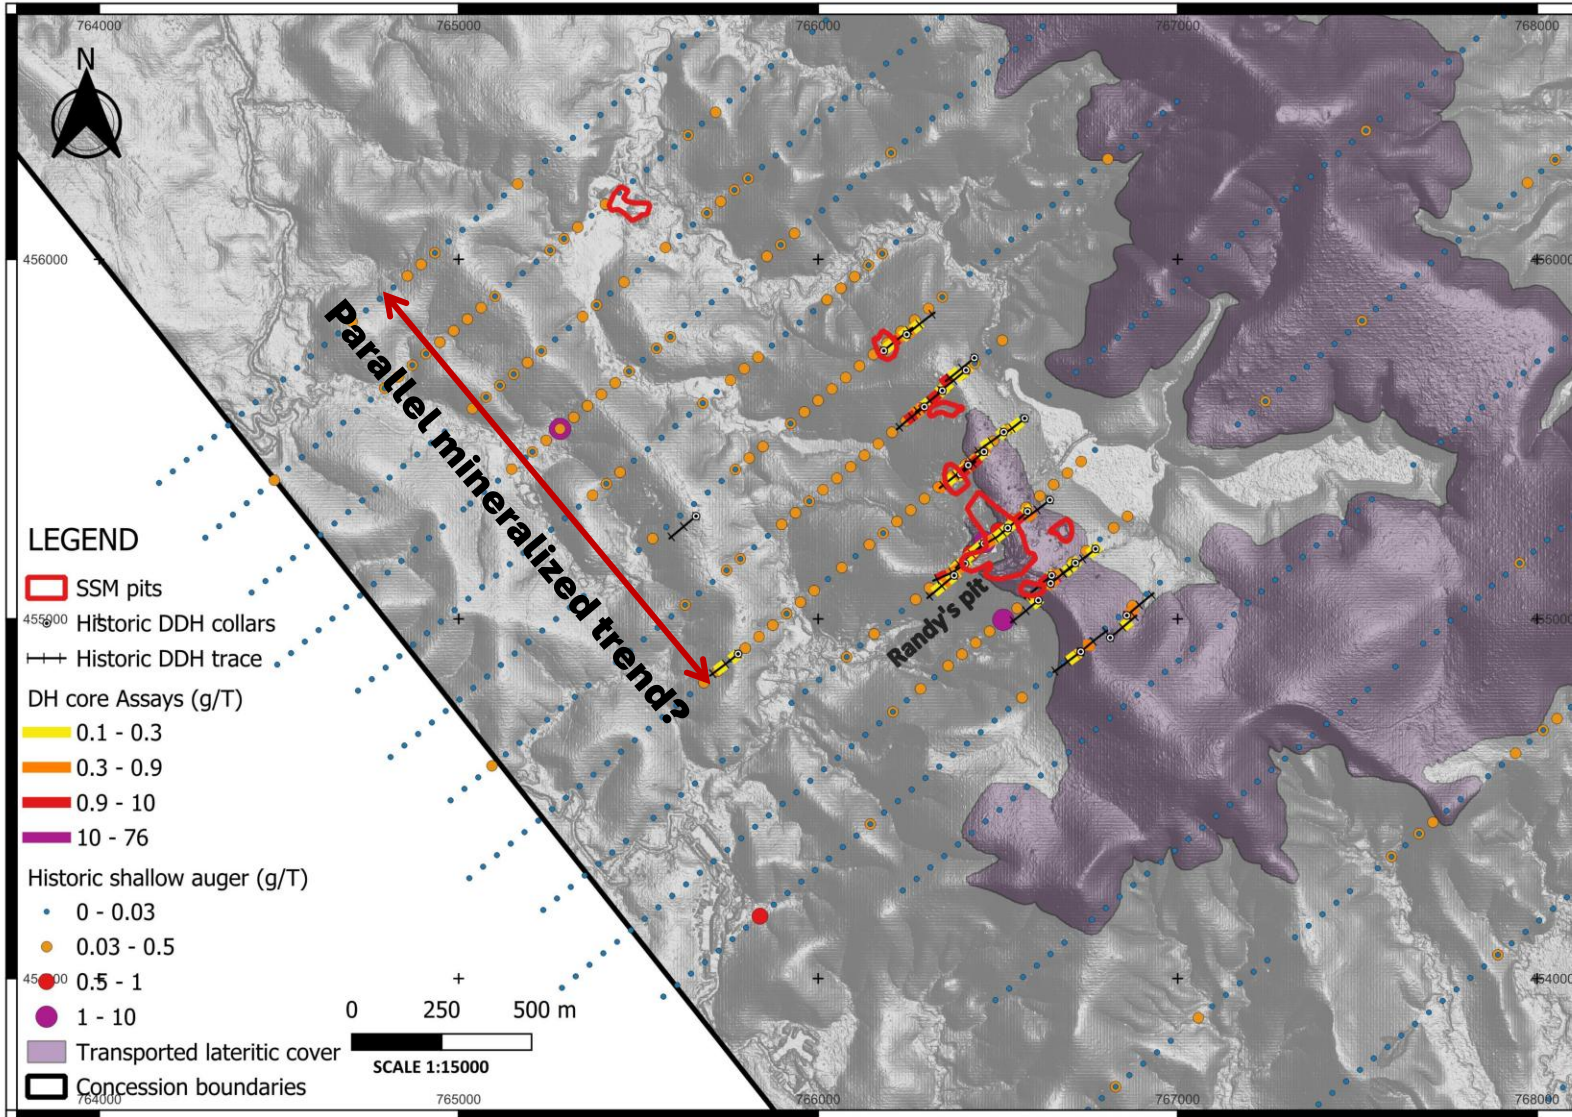 764000 765000 766000 767000 768000
N
456000 456000
Parallel mineralized trend?
Randy's pit
455000 455000
454000 454000
LEGEND
SSM pits
Historic DDH collars
Historic DDH trace
DH core Assays (g/T)
0.1 - 0.3
0.3 - 0.9
0.9 - 10
10 - 76
Historic shallow auger (g/T)
0 - 0.03
0.03 - 0.5
0.5 - 1
1 - 10
Transported lateritic cover
Concession boundaries
0 250 500 m
SCALE 1:15000
764000 765000 766000 767000 768000